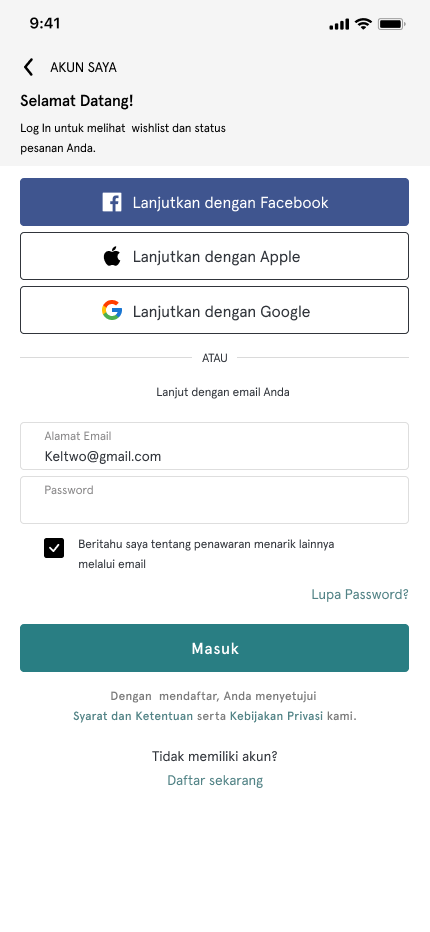 9:41
AKUN SAYA
Selamat Datang!
Log In untuk melihat  wishlist dan status
pesanan Anda.
Lanjutkan dengan Facebook
Lanjutkan dengan Apple
Lanjutkan dengan Google
ATAU
Lanjut dengan email Anda
Alamat Email
Keltwo@gmail.com
Password
Beritahu saya tentang penawaran menarik lainnya
melalui email
Lupa Password?
Masuk
Dengan  mendaftar, Anda menyetujui
Syarat dan Ketentuan serta Kebijakan Privasi kami.
Tidak memiliki akun?
Daftar sekarang